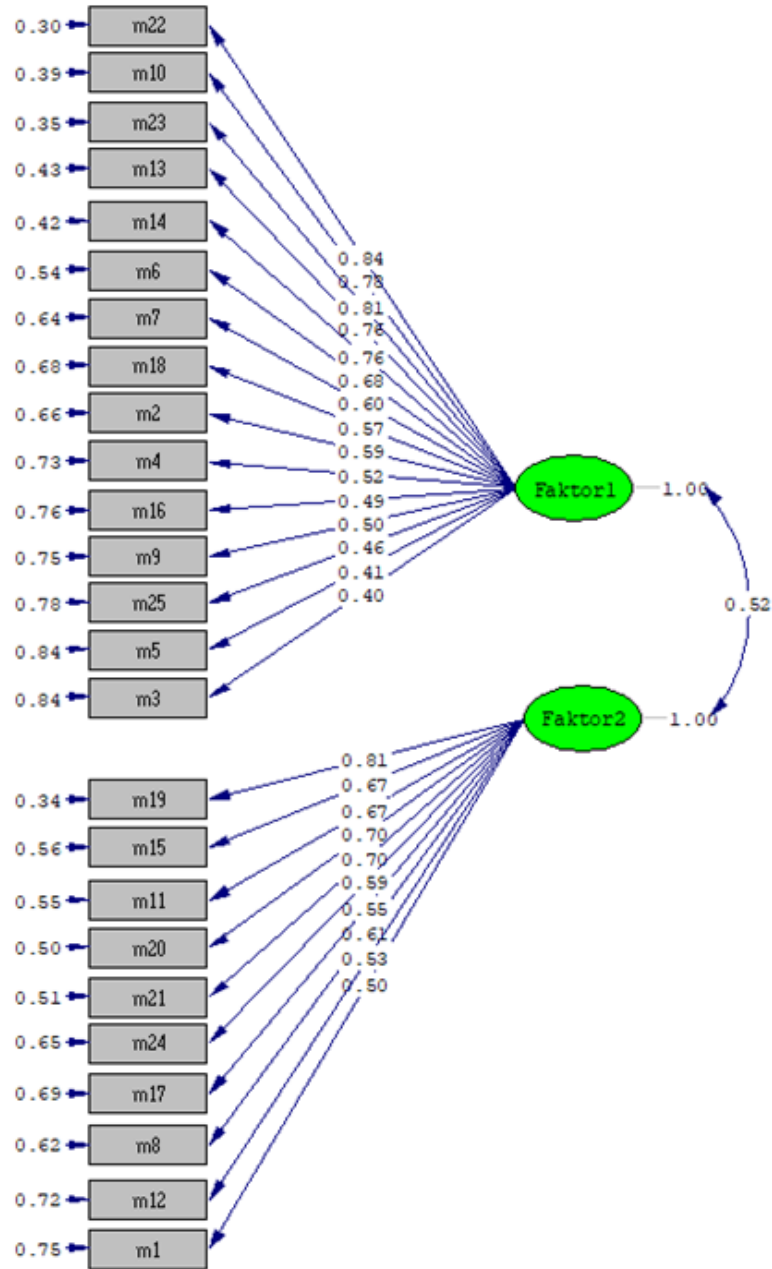 0.30 m22
0.39 m10
0.35 m23
0.43 m13
0.42 m14
0.54 m6
0.64 m7
0.68 m18
0.66 m2
0.73 m4
0.76 m16
0.75 m9
0.78 m25
0.84 m5
0.84 m3
0.84
0.78
0.81
0.76
0.76
0.68
0.60
0.57
0.59
0.52
0.49
0.50
0.46
0.41
0.40
Faktor1 1.00
0.52
Faktor2 1.00
0.34 m19
0.56 m15
0.55 m11
0.50 m20
0.51 m21
0.65 m24
0.69 m17
0.62 m8
0.72 m12
0.75 m1
0.81
0.67
0.67
0.70
0.70
0.59
0.55
0.61
0.53
0.50